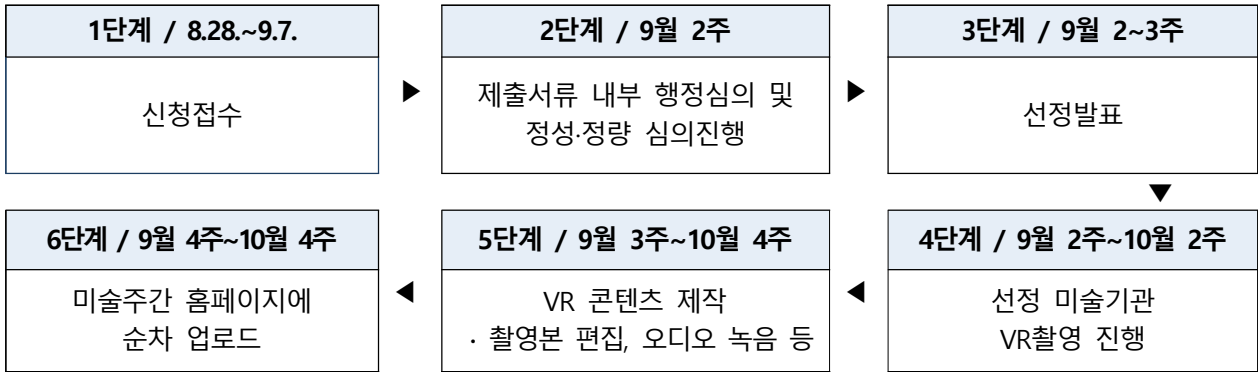 1단계 / 8.28.~9.7.
신청접수
▶
2단계 / 9월 2주
제출서류 내부 행정심의 및
정성·정량 심의진행
▶
3단계 / 9월 2~3주
선정발표
▼
4단계 / 9월 2주~10월 2주
선정 미술기관
VR촬영 진행
◀
5단계 / 9월 3주~10월 4주
VR 콘텐츠 제작
· 촬영본 편집, 오디오 녹음 등
◀
6단계 / 9월 4주~10월 4주
미술주간 홈페이지에
순차 업로드